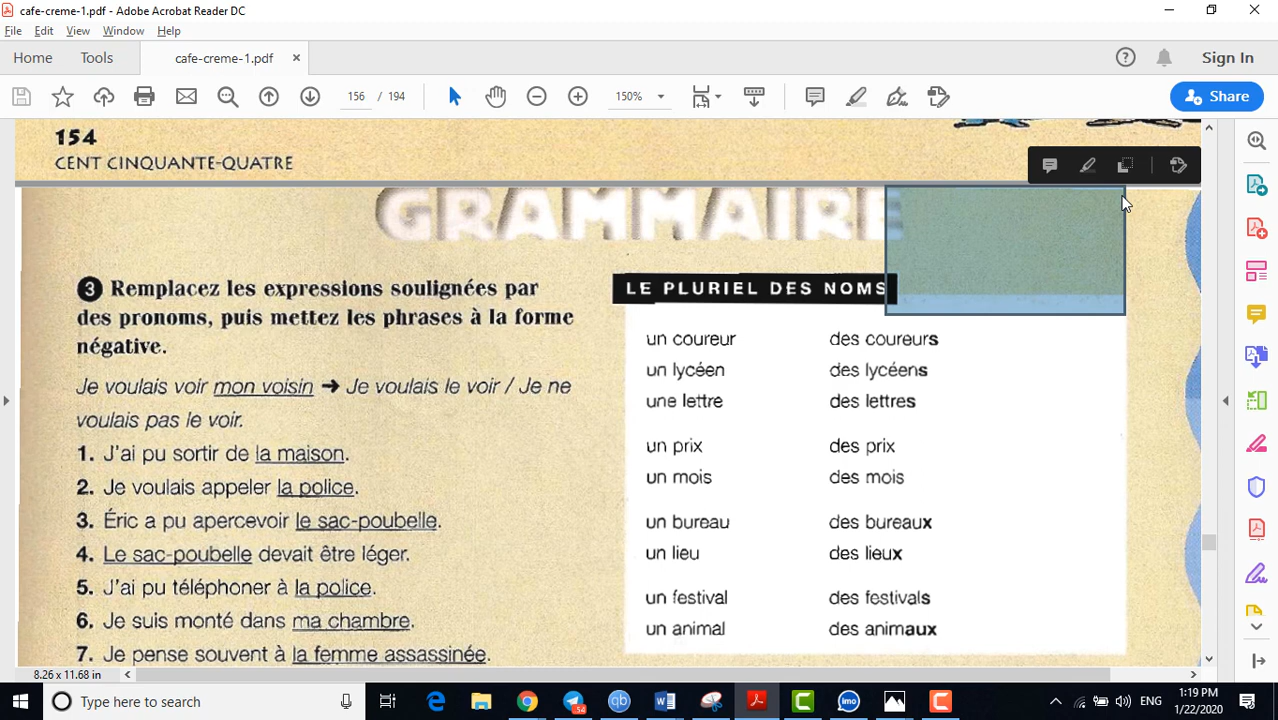 cafe-creme-1.pdf - Adobe Acrobat Reader DC
File Edit View Window Help
Home Tools cafe-creme-1.pdf × Sign In
156 / 194 150% Share
154
CENT CINQUANTE-QUATRE
GRAMMAIRE
3 Remplacez les expressions soulignées par
des pronoms, puis mettez les phrases à la forme
négative.
Je voulais voir mon voisin ➜ Je voulais le voir / Je ne
voulais pas le voir.
1. J'ai pu sortir de la maison.
2. Je voulais appeler la police.
3. Éric a pu apercevoir le sac-poubelle.
4. Le sac-poubelle devait être léger.
5. J'ai pu téléphoner à la police.
6. Je suis monté dans ma chambre.
7. Je pense souvent à la femme assassinée.
LE PLURIEL DES NOMS
un coureur des coureurs
un lycéen des lycéens
une lettre des lettres
un prix des prix
un mois des mois
un bureau des bureaux
un lieu des lieux
un festival des festivals
un animal des animaux
8.26 x 11.68 in
Type here to search
54
qb
imo
ENG
1:19 PM
1/22/2020